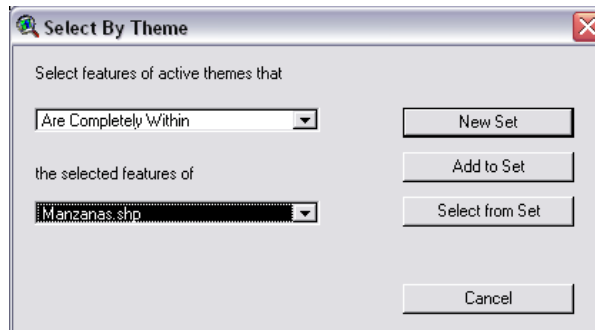 Select By Theme
Select features of active themes that
Are Completely Within
New Set
Add to Set
the selected features of
Manzanas.shp
Select from Set
Cancel